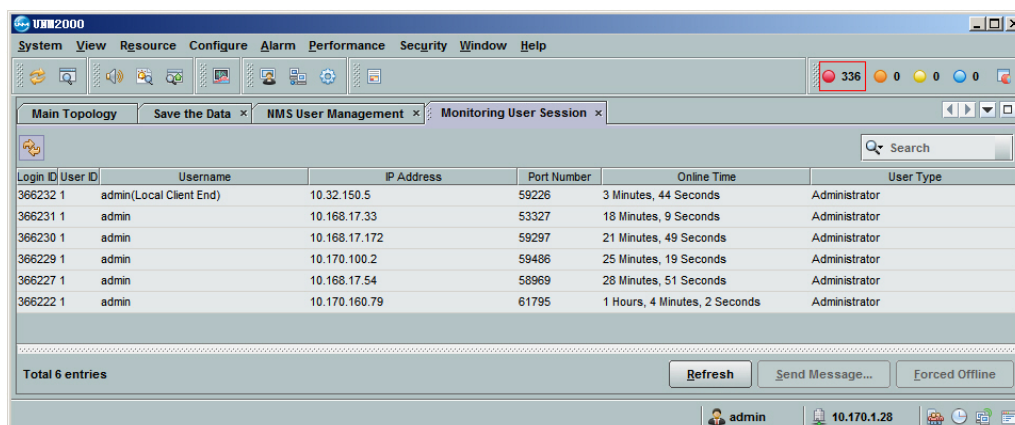 UNM2000
System View Resource Configure Alarm Performance Security Window Help
336 0 0 0
Main Topology Save the Data × NMS User Management × Monitoring User Session ×
Search
Login ID User ID Username IP Address Port Number Online Time User Type
366232 1 admin(Local Client End) 10.32.150.5 59226 3 Minutes, 44 Seconds Administrator
366231 1 admin 10.168.17.33 53327 18 Minutes, 9 Seconds Administrator
366230 1 admin 10.168.17.172 59297 21 Minutes, 49 Seconds Administrator
366229 1 admin 10.170.100.2 59486 25 Minutes, 19 Seconds Administrator
366227 1 admin 10.168.17.54 58969 28 Minutes, 51 Seconds Administrator
366222 1 admin 10.170.160.79 61795 1 Hours, 4 Minutes, 2 Seconds Administrator
Total 6 entries Refresh Send Message... Forced Offline
admin 10.170.1.28